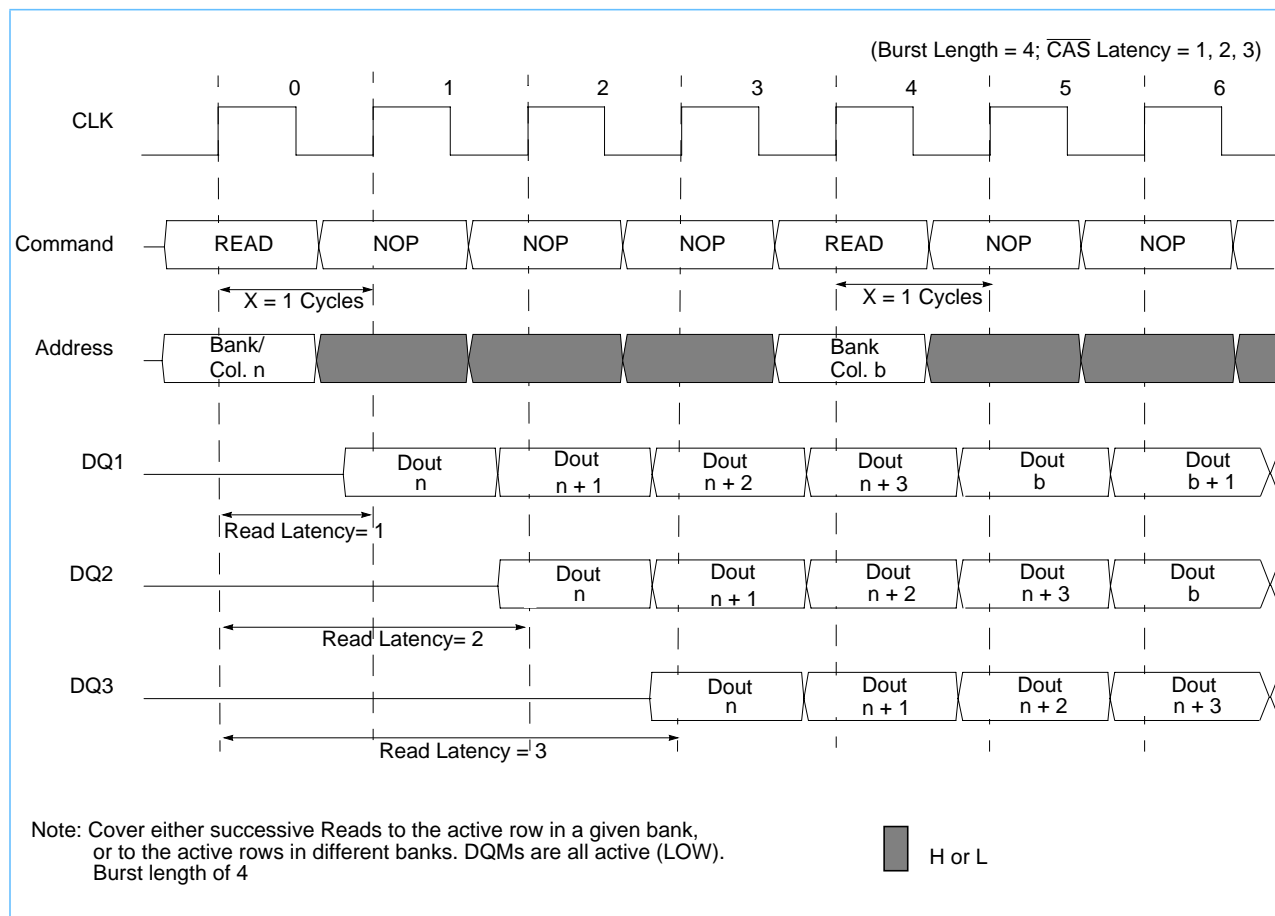 (Burst Length = 4; CAS Latency = 1, 2, 3)
0 1 2 3 4 5 6
CLK
Command READ NOP NOP NOP READ NOP NOP
X = 1 Cycles X = 1 Cycles
Address Bank/ Col. n Bank Col. b
DQ1 Dout n Dout n + 1 Dout n + 2 Dout n + 3 Dout b Dout b + 1
Read Latency= 1
DQ2 Dout n Dout n + 1 Dout n + 2 Dout n + 3 Dout b
Read Latency= 2
DQ3 Dout n Dout n + 1 Dout n + 2 Dout n + 3
Read Latency = 3
Note: Cover either successive Reads to the active row in a given bank,
or to the active rows in different banks. DQMs are all active (LOW).
Burst length of 4
H or L